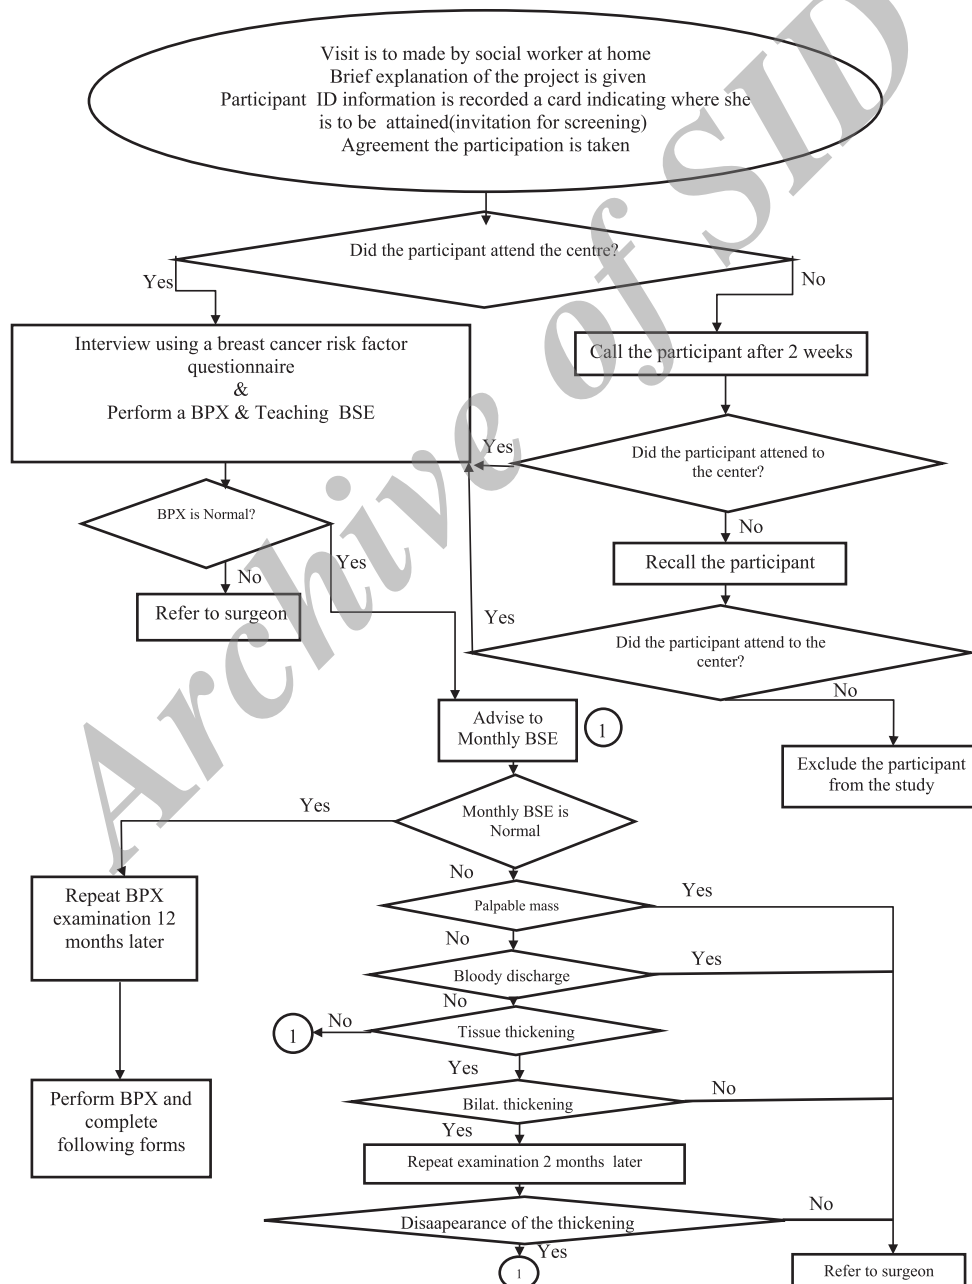 Visit is to made by social worker at home
Brief explanation of the project is given
Participant ID information is recorded a card indicating where she
is to be attained(invitation for screening)
Agreement the participation is taken
Did the participant attend the centre?
Yes
No
Interview using a breast cancer risk factor
questionnaire
&
Perform a BPX & Teaching BSE
Call the participant after 2 weeks
Yes
Did the participant attened to
the center?
BPX is Normal?
No
Yes
Recall the participant
No
Refer to surgeon
Yes
Did the participant attend to the
center?
No
Advise to
Monthly BSE
1
Exclude the participant
from the study
Yes
Monthly BSE is
Normal
No
Repeat BPX
examination 12
months later
Palpable mass
Yes
No
Bloody discharge
Yes
No
1
No
Tissue thickening
Yes
Bilat. thickening
No
Yes
Perform BPX and
complete
following forms
Repeat examination 2 months later
Disaapearance of the thickening
No
Yes
1
Refer to surgeon
Archive of SID